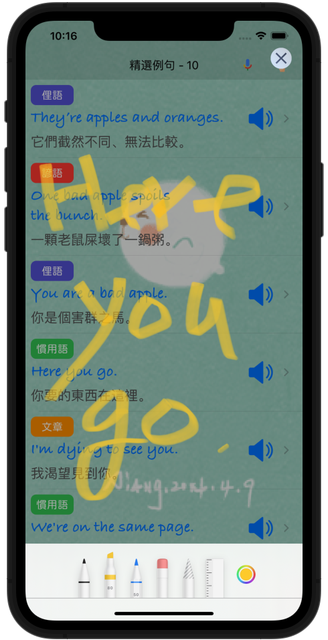 10:16
精選例句 - 10
俚語
They're apples and oranges.
它們截然不同、無法比較。
諺語
One bad apple spoils
the bunch.
一顆老鼠屎壞了一鍋粥。
俚語
You are a bad apple.
你是個害群之馬。
慣用語
Here you go.
你要的東西在這裡。
文章
I'm dying to see you.
我渴望見到你
慣用語
We're on the same page.
Here
you
go.
2024.4.9